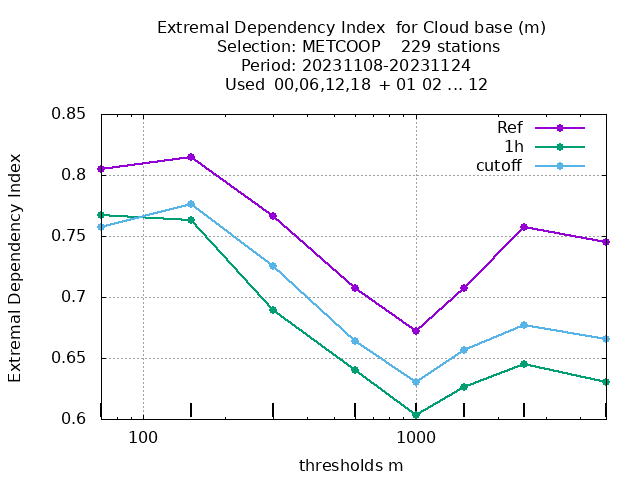 Extremal Dependency Index  for Cloud base (m)
Selection: METCOOP    229 stations
Period: 20231108-20231124
Used  00,06,12,18 + 01 02 ... 12
Ref
1h
cutoff
0.85
0.8
0.75
0.7
0.65
0.6
Extremal Dependency Index
100
1000
thresholds m